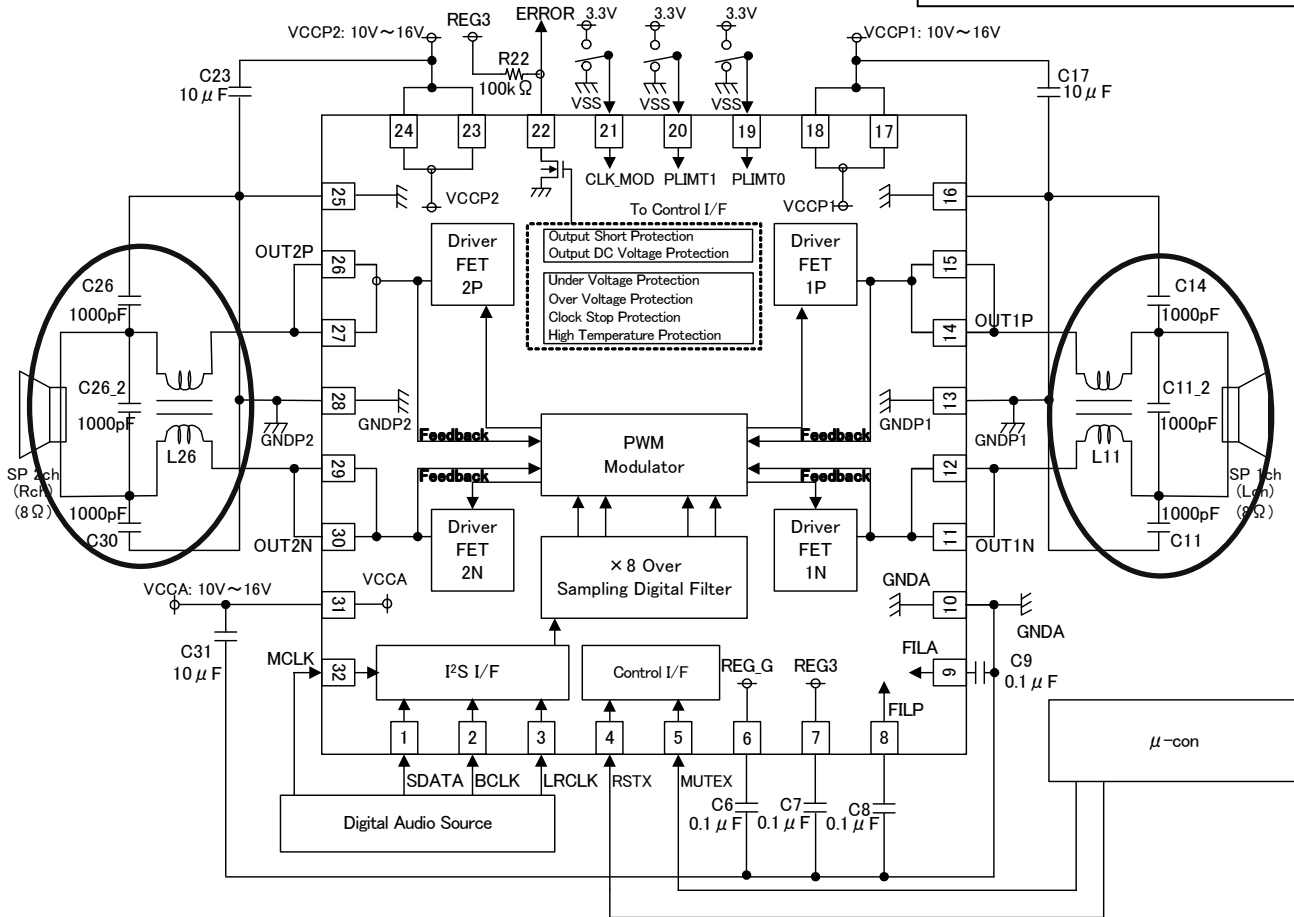 ERROR
REG3
3.3V
3.3V
3.3V
VCCP2: 10V～16V
VCCP1: 10V～16V
R22
100kΩ
C23
10μF
VSS
VSS
VSS
C17
10μF
24
23
22
21
20
19
18
17
CLK_MOD
PLIMT1
PLIMT0
VCCP2
VCCP1
25
16
To Control I/F
Output Short Protection
Output DC Voltage Protection
Under Voltage Protection
Over Voltage Protection
Clock Stop Protection
High Temperature Protection
Driver
FET
2P
Driver
FET
1P
OUT2P
26
27
15
14
OUT1P
C26
1000pF
C14
1000pF
C26_2
1000pF
C11_2
1000pF
28
GNDP2
13
GNDP1
GNDP2
GNDP1
Feedback
Feedback
PWM
Modulator
Feedback
Feedback
L26
L11
SP 2ch
(Rch)
(8Ω)
SP 1ch
(Lch)
(8Ω)
29
30
12
11
1000pF
C30
1000pF
C11
OUT2N
OUT1N
Driver
FET
2N
Driver
FET
1N
×8 Over
Sampling Digital Filter
VCCA: 10V～16V
VCCA
31
GNDA
10
GNDA
C31
10μF
MCLK
32
I²S I/F
Control I/F
REG_G
REG3
FILA
9
C9
0.1μF
FILP
1
2
3
4
5
6
7
8
μ-con
SDATA
BCLK
LRCLK
RSTX
MUTEX
C6
0.1μF
C7
0.1μF
C8
0.1μF
Digital Audio Source